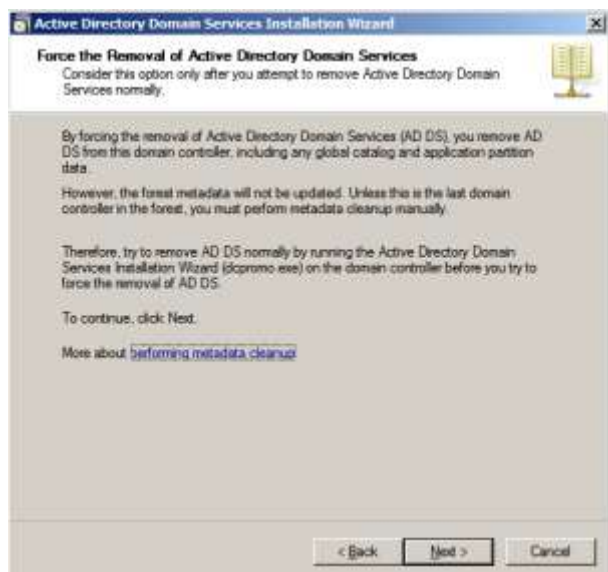 Active Directory Domain Services Installation Wizard
Force the Removal of Active Directory Domain Services
Consider this option only after you attempt to remove Active Directory Domain
Services normally.
By forcing the removal of Active Directory Domain Services (AD DS), you remove AD
DS from this domain controller, including any global catalog and application partition
data.
However, the forest metadata will not be updated. Unless this is the last domain
controller in the forest, you must perform metadata cleanup manually.
Therefore, try to remove AD DS normally by running the Active Directory Domain
Services Installation Wizard (dcpromo.exe) on the domain controller before you try to
force the removal of AD DS.
To continue, click Next.
More about performing metadata cleanup
< Back
Next >
Cancel